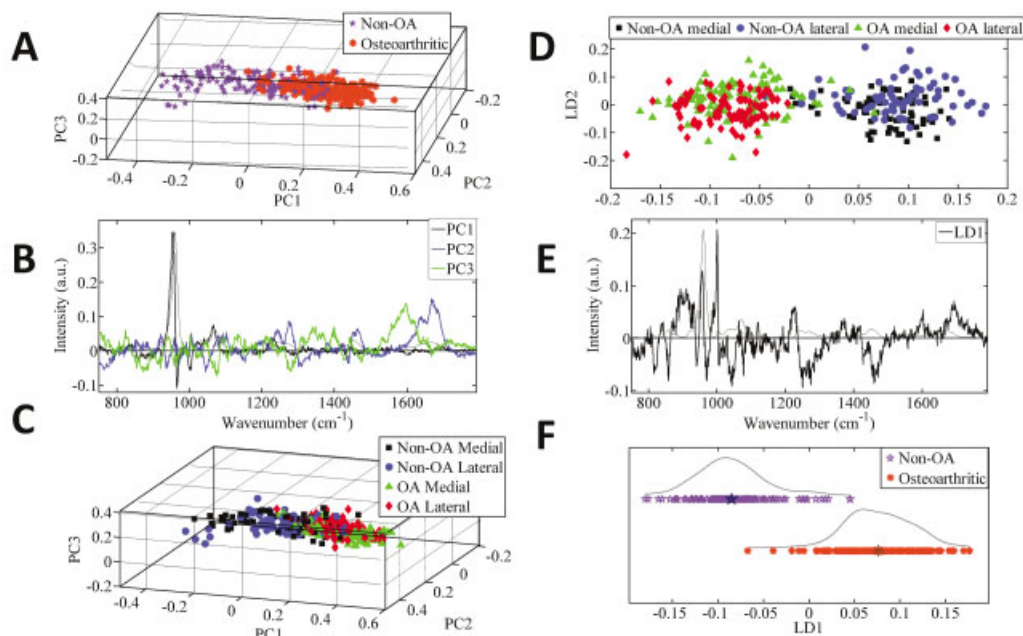 A
Non-OA
Osteoarthritic
PC3
0.4
0.2
0
-0.2
-0.4 -0.2 0 0.2 0.4 0.6
PC1
-0.2
0
0.2
0.4
PC2
B
PC1
PC2
PC3
Intensity (a.u.)
0.3
0.2
0.1
0
-0.1
800 1000 1200 1400 1600
Wavenumber (cm-1)
C
Non-OA Medial
Non-OA Lateral
OA Medial
OA Lateral
PC3
0.4
0.2
0
-0.2
-0.4 -0.2 0 0.2 0.4 0.6
PC1
-0.2
0
0.2
0.4
PC2
D
Non-OA medial Non-OA lateral OA medial OA lateral
LD2
0.2
0.1
0
-0.1
-0.2
-0.2 -0.15 -0.1 -0.05 0 0.05 0.1 0.15 0.2
E
LD1
Intensity (a.u.)
0.2
0.1
0
-0.1
800 1000 1200 1400 1600
Wavenumber (cm-1)
F
Non-OA
Osteoarthritic
-0.15 -0.1 -0.05 0 0.05 0.1 0.15
LD1